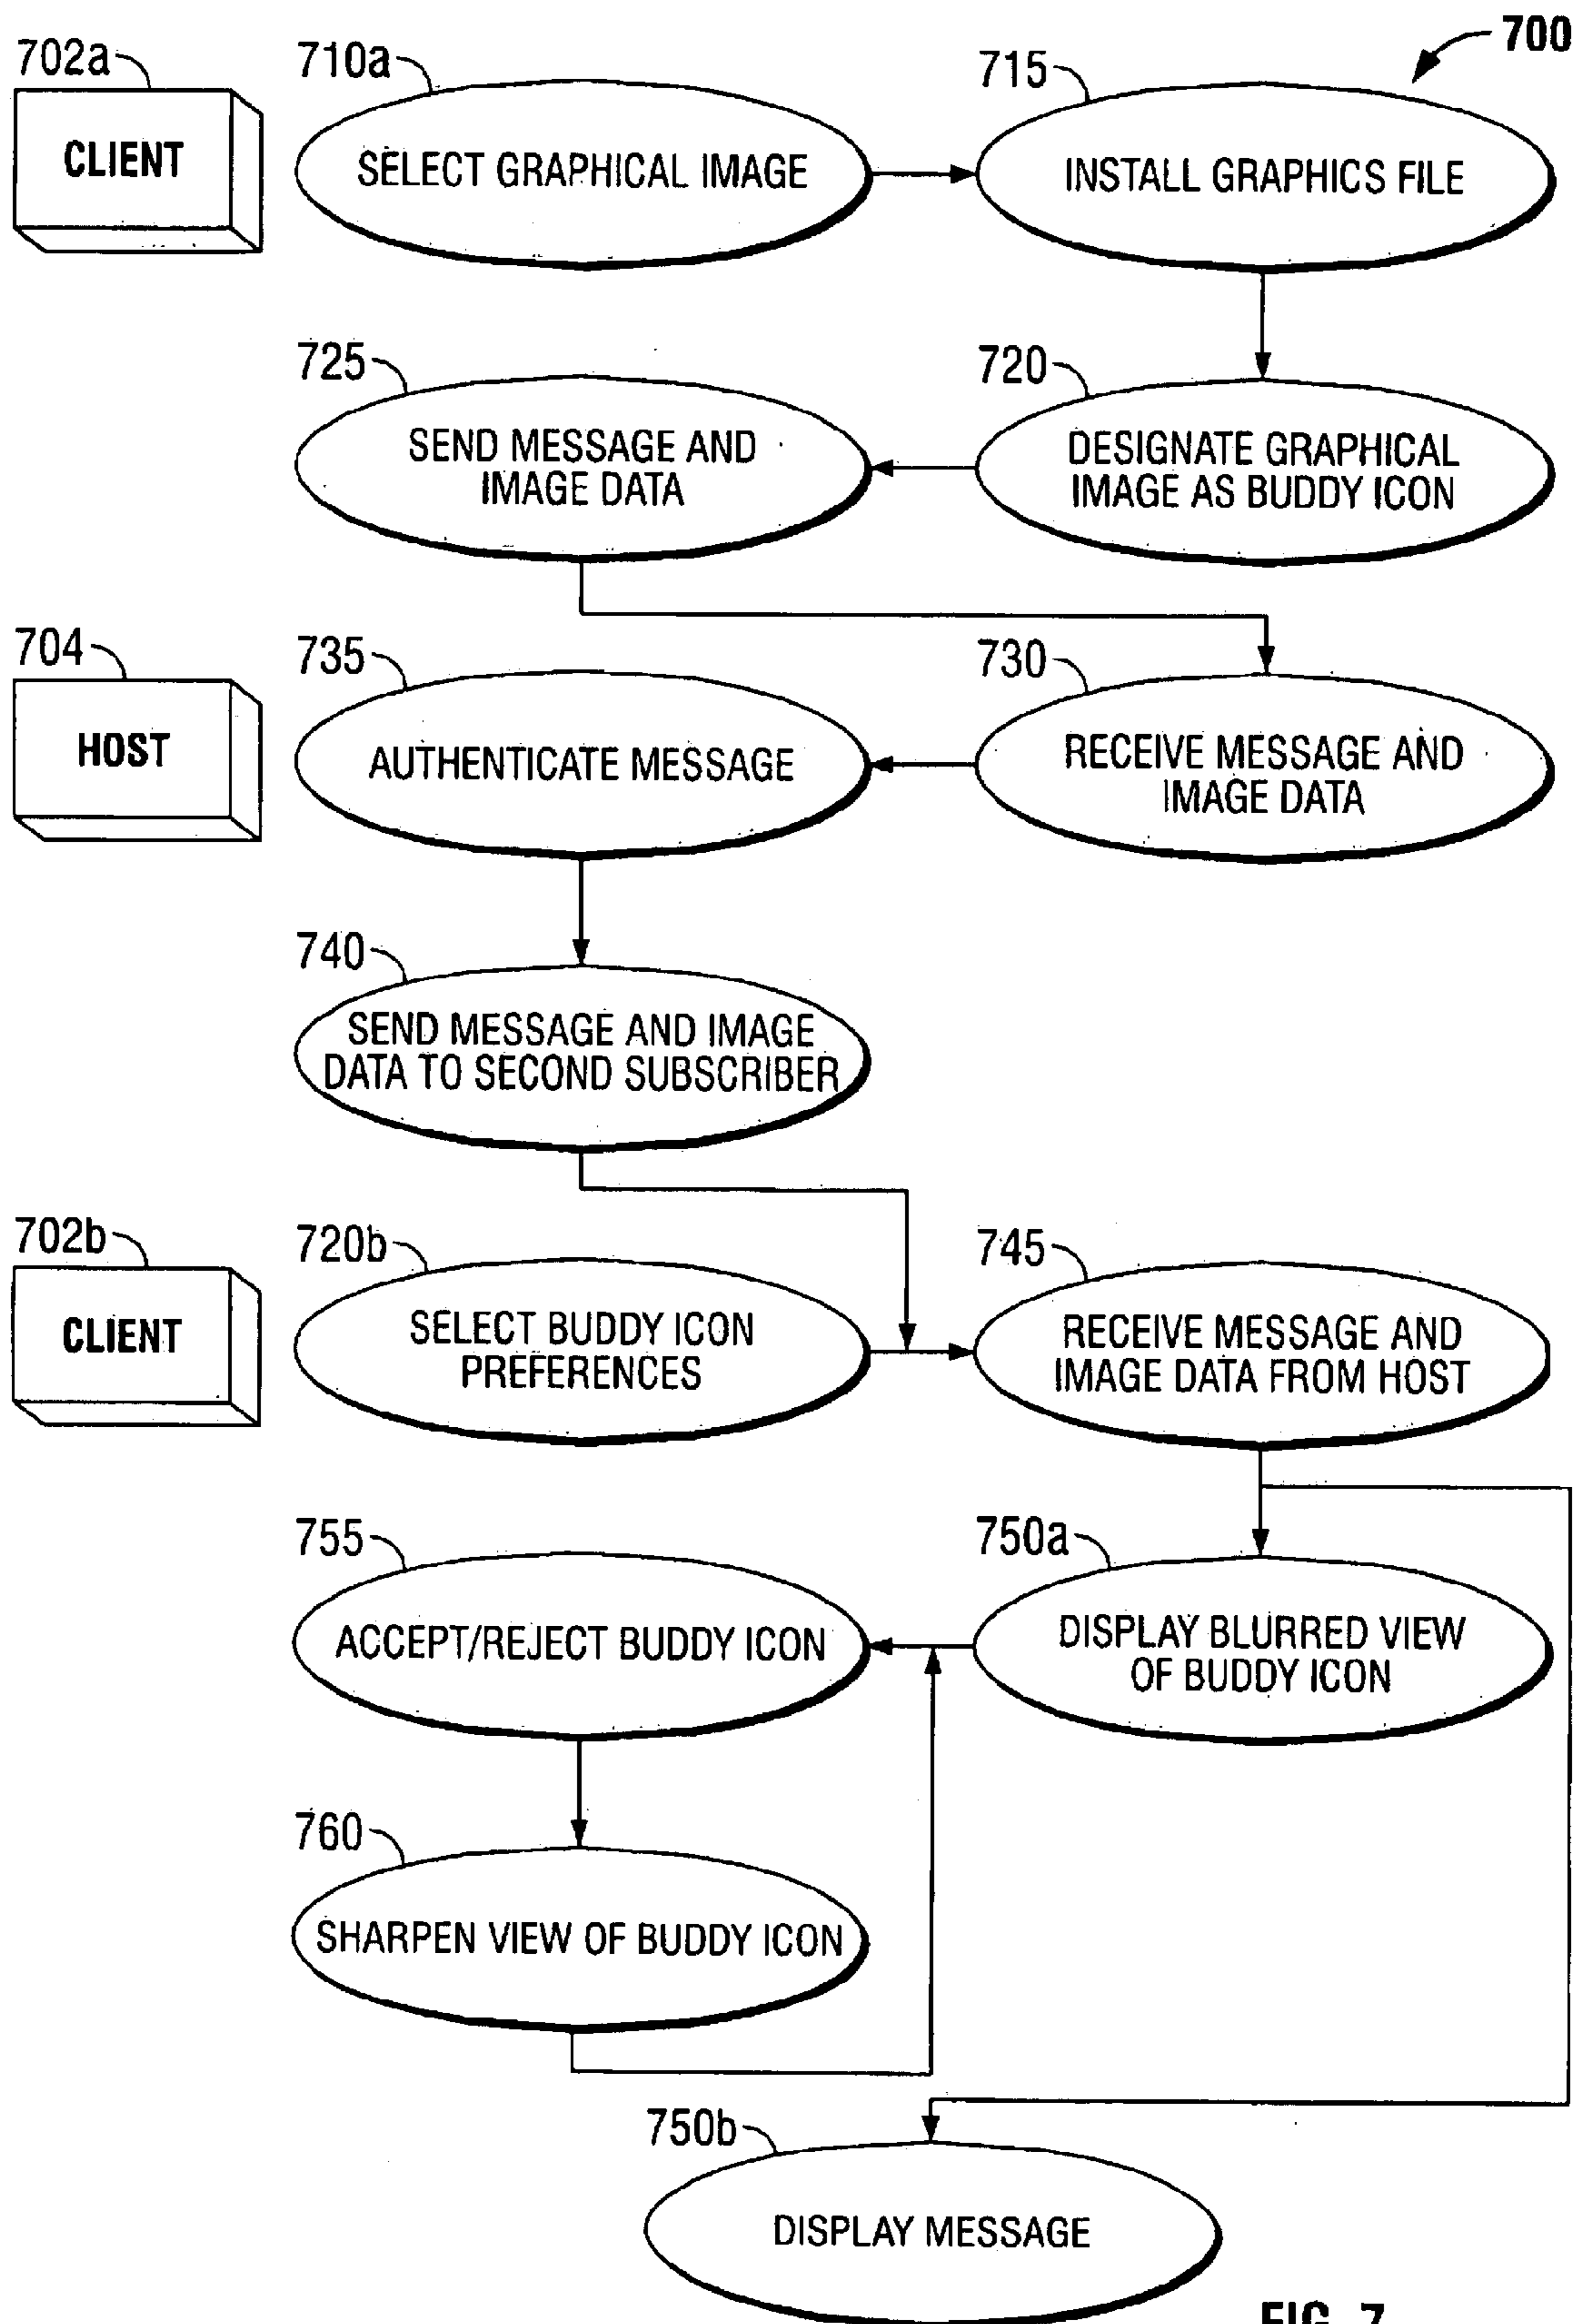 700
702a
710a
715
CLIENT
SELECT GRAPHICAL IMAGE
INSTALL GRAPHICS FILE
725
720
SEND MESSAGE AND
IMAGE DATA
DESIGNATE GRAPHICAL
IMAGE AS BUDDY ICON
704
735
730
HOST
AUTHENTICATE MESSAGE
RECEIVE MESSAGE AND
IMAGE DATA
740
SEND MESSAGE AND IMAGE
DATA TO SECOND SUBSCRIBER
702b
720b
745
CLIENT
SELECT BUDDY ICON
PREFERENCES
RECEIVE MESSAGE AND
IMAGE DATA FROM HOST
755
750a
ACCEPT/REJECT BUDDY ICON
DISPLAY BLURRED VIEW
OF BUDDY ICON
760
SHARPEN VIEW OF BUDDY ICON
750b
DISPLAY MESSAGE
FIG. 7